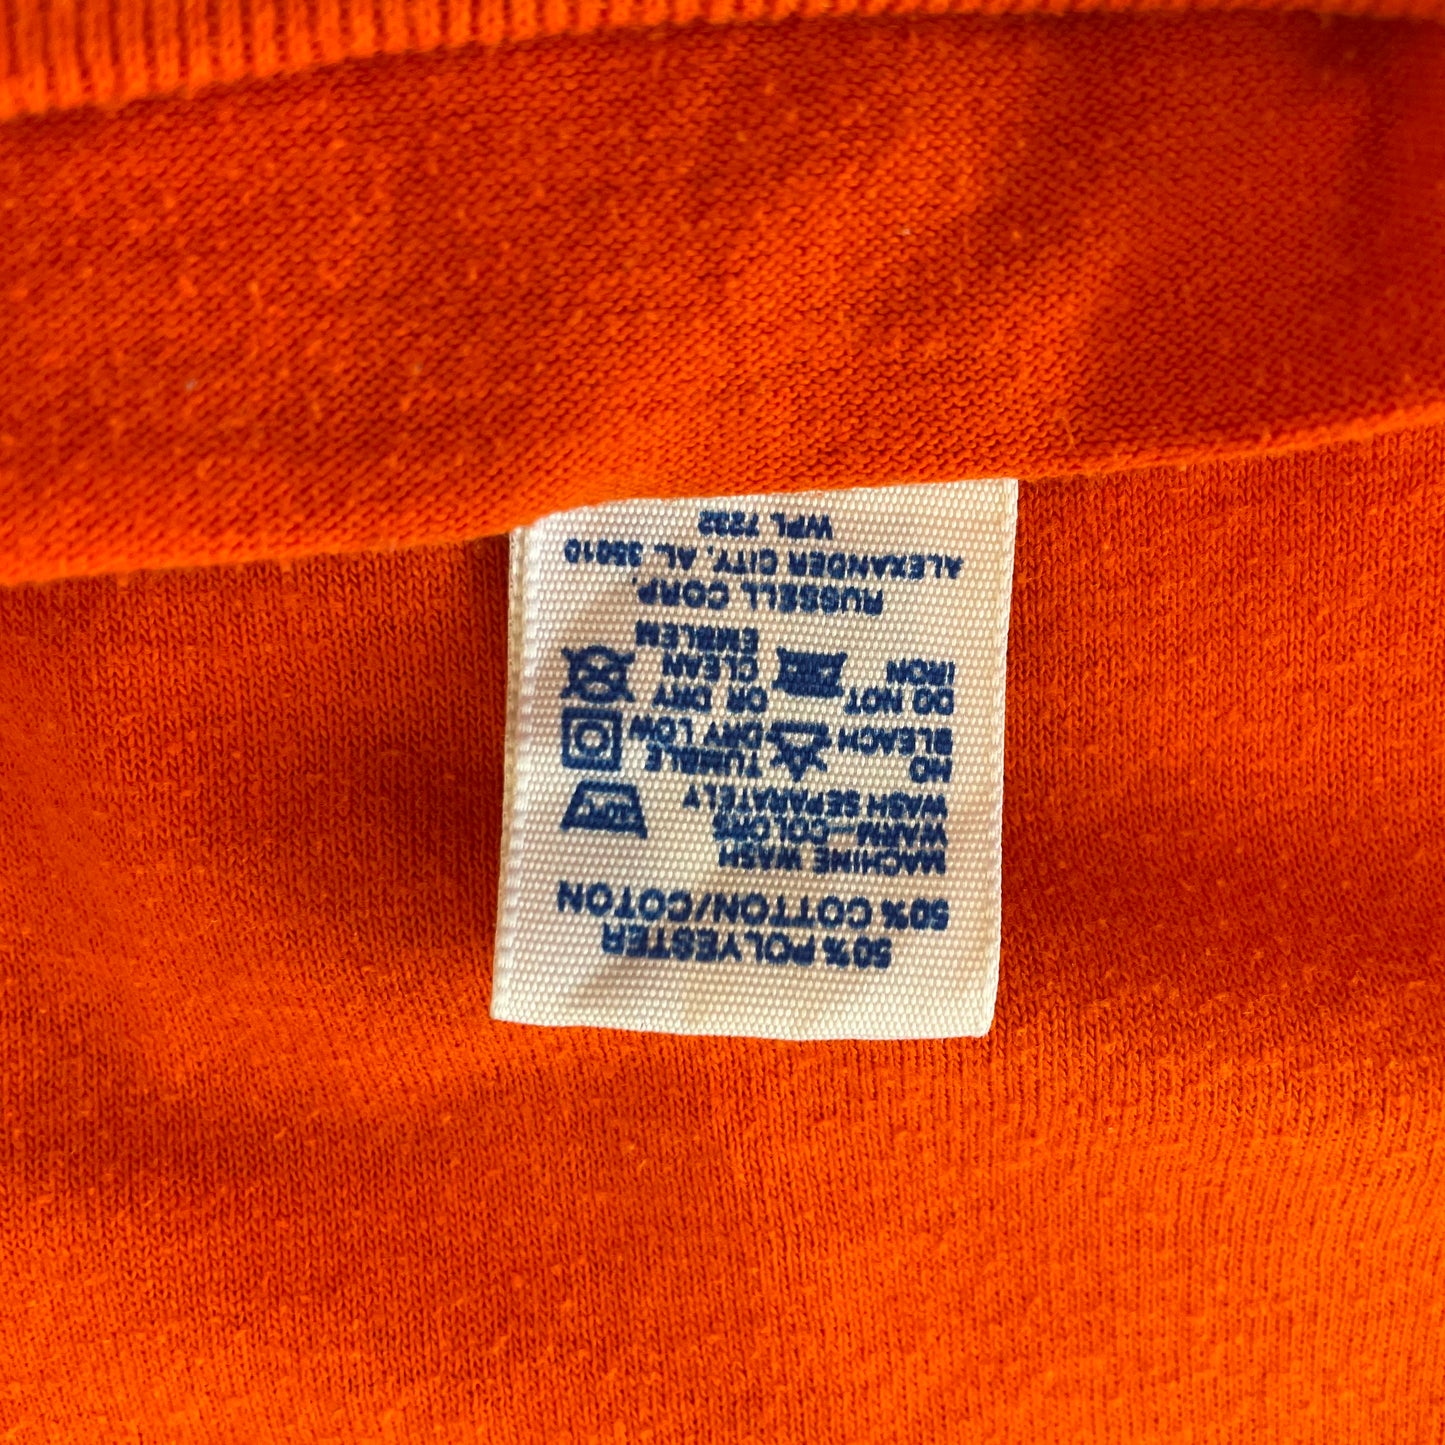 50% POLYESTER
50% COTTON/COTON
MACHINE WASH
WARM-COLORS
WASH SEPARATELY
NO
BLEACH
DO NOT
IRON
TUMBLE
DRY LOW
OR DRY
CLEAN
EMBLEM
RUSSELL CORP.
ALEXANDER CITY, AL. 35010
WPL 7232